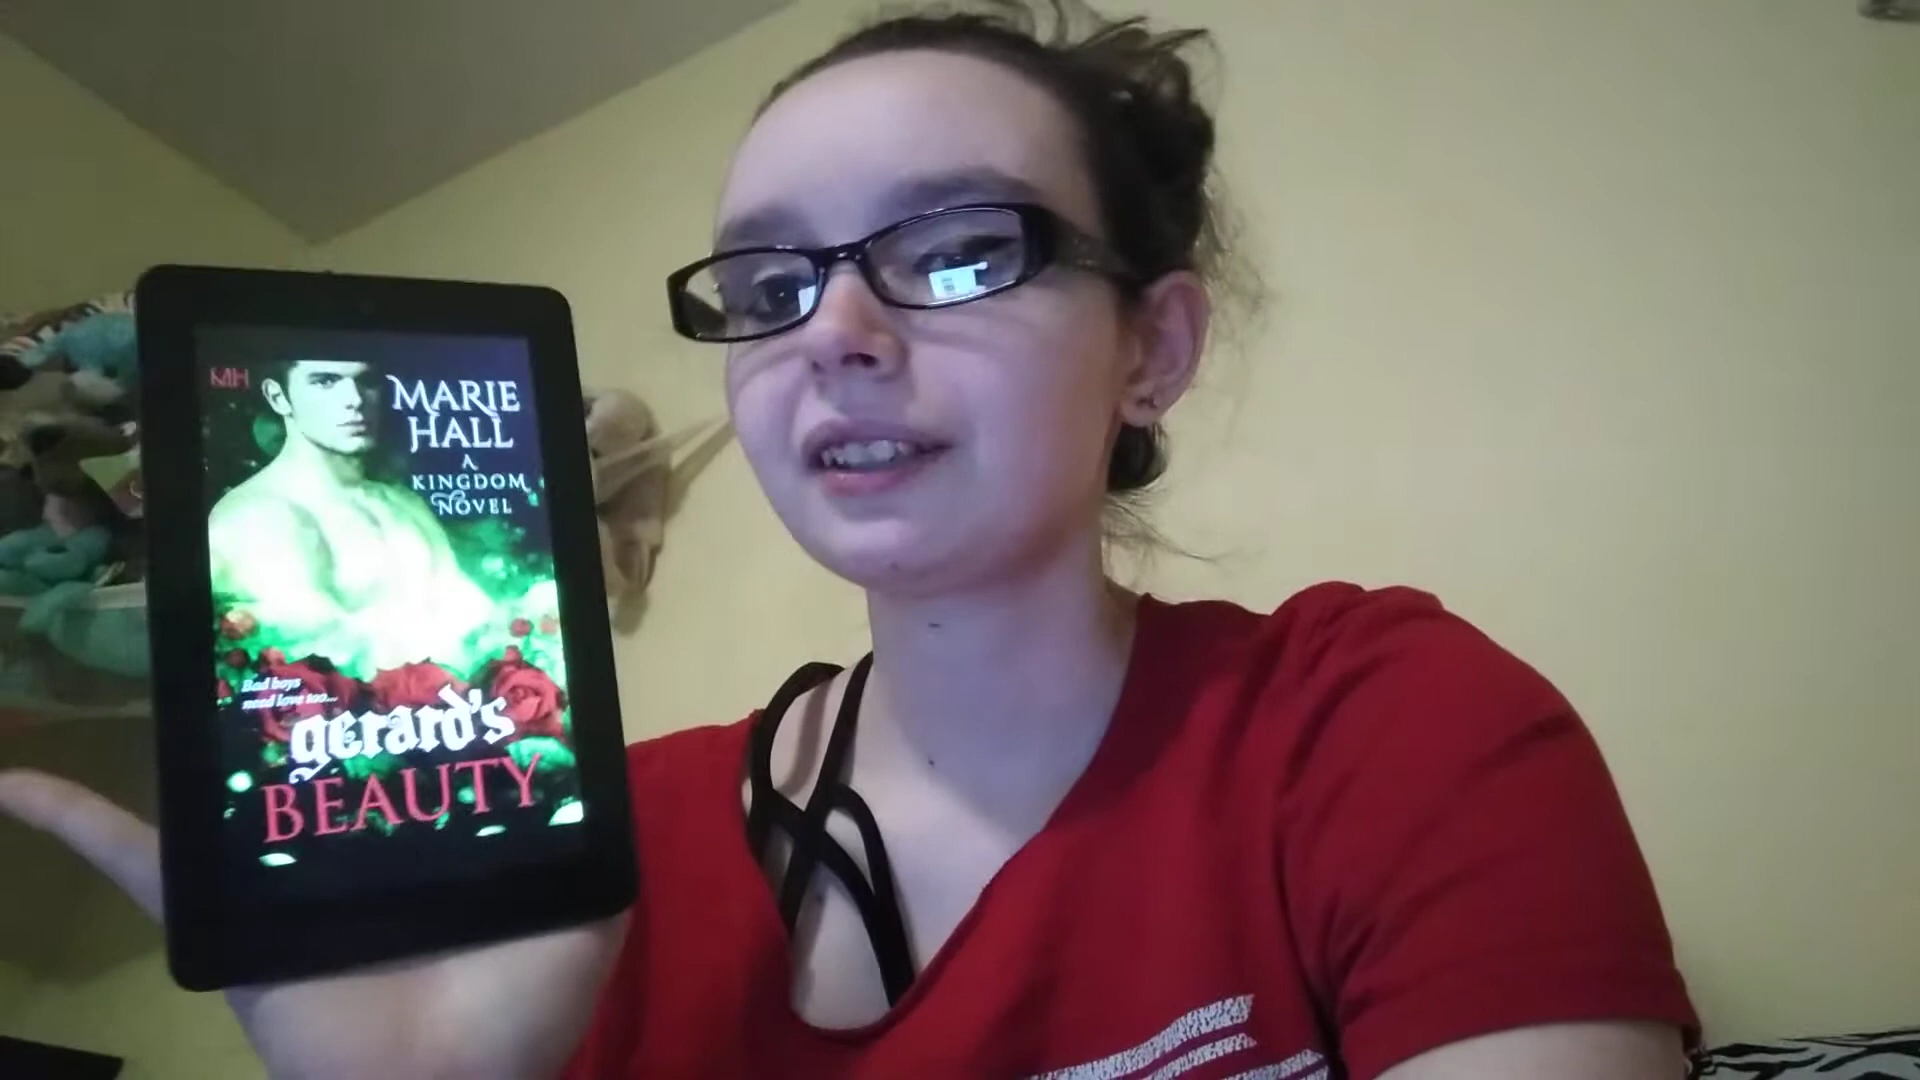 MH
MARIE
HALL
A
KINGDOM
NOVEL
Bad boys
need love too...
gerard's
BEAUTY